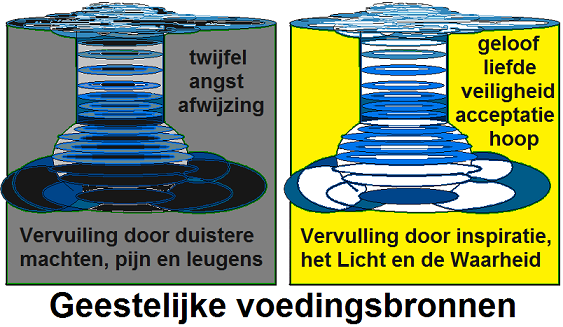 twijfel
angst
afwijzing
Vervuiling door duistere
machten, pijn en leugens
geloof
liefde
veiligheid
acceptatie
hoop
Vervulling door inspiratie,
het Licht en de Waarheid
Geestelijke voedingsbronnen